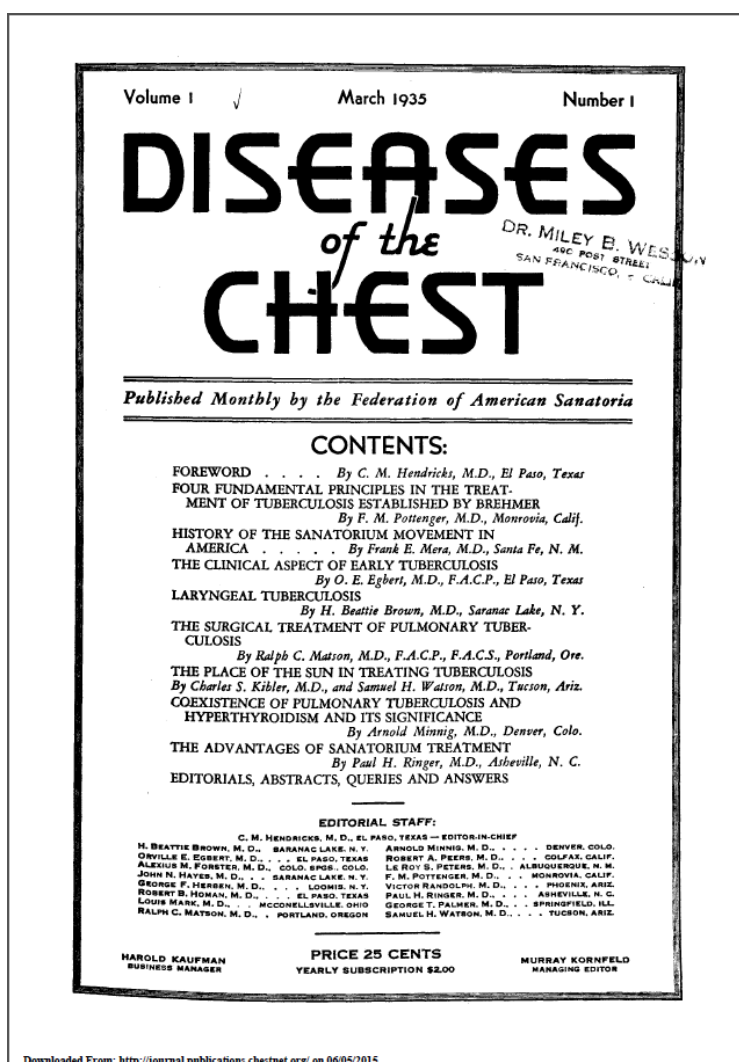 Volume 1 March 1935 Number 1
DISEASES
of the
CHEST
DR. MILEY B. WESSON
490 POST STREET
SAN FRANCISCO, CALIF
Published Monthly by the Federation of American Sanatoria
CONTENTS:
FOREWORD . . . . By C. M. Hendricks, M.D., El Paso, Texas
FOUR FUNDAMENTAL PRINCIPLES IN THE TREAT-
MENT OF TUBERCULOSIS ESTABLISHED BY BREHMER
By F. M. Pottenger, M.D., Monrovia, Calif.
HISTORY OF THE SANATORIUM MOVEMENT IN
AMERICA . . . . . By Frank E. Mera, M.D., Santa Fe, N. M.
THE CLINICAL ASPECT OF EARLY TUBERCULOSIS
By O. E. Egbert, M.D., F.A.C.P., El Paso, Texas
LARYNGEAL TUBERCULOSIS
By H. Beattie Brown, M.D., Saranac Lake, N. Y.
THE SURGICAL TREATMENT OF PULMONARY TUBER-
CULOSIS
By Ralph C. Matson, M.D., F.A.C.P., F.A.C.S., Portland, Ore.
THE PLACE OF THE SUN IN TREATING TUBERCULOSIS
By Charles S. Kibler, M.D., and Samuel H. Watson, M.D., Tucson, Ariz.
COEXISTENCE OF PULMONARY TUBERCULOSIS AND
HYPERTHYROIDISM AND ITS SIGNIFICANCE
By Arnold Minnig, M.D., Denver, Colo.
THE ADVANTAGES OF SANATORIUM TREATMENT
By Paul H. Ringer, M.D., Asheville, N. C.
EDITORIALS, ABSTRACTS, QUERIES AND ANSWERS
EDITORIAL STAFF:
C. M. HENDRICKS, M. D., EL PASO, TEXAS — EDITOR-IN-CHIEF
H. BEATTIE BROWN, M. D., SARANAC LAKE, N. Y.
ORVILLE E. EGBERT, M. D., . . . EL PASO, TEXAS
ALEXIUS M. FORSTER, M. D., COLO. SPGS., COLO.
JOHN N. HAYES, M. D., . . SARANAC LAKE, N. Y.
GEORGE F. HERBEN, M. D., . . . LOOMIS, N. Y.
ROBERT B. HOMAN, M. D., . . . EL PASO, TEXAS
LOUIS MARK, M. D., . . MCCONELLSVILLE, OHIO
RALPH C. MATSON, M. D., . PORTLAND, OREGON
ARNOLD MINNIG, M. D., . . . . . DENVER, COLO.
ROBERT A. PEERS, M. D., . . . COLFAX, CALIF.
LE ROY S. PETERS, M. D., . ALBUQUERQUE, N. M.
F. M. POTTENGER, M. D., . . MONROVIA, CALIF.
VICTOR RANDOLPH, M. D., . . . PHOENIX, ARIZ.
PAUL H. RINGER, M. D., . . . ASHEVILLE, N. C.
GEORGE T. PALMER, M. D., . . SPRINGFIELD, ILL.
SAMUEL H. WATSON, M. D., . . . TUCSON, ARIZ.
HAROLD KAUFMAN
BUSINESS MANAGER
PRICE 25 CENTS
YEARLY SUBSCRIPTION $2.00
MURRAY KORNFELD
MANAGING EDITOR
Downloaded From: http://journal.publications.chestnet.org/ on 06/05/2015